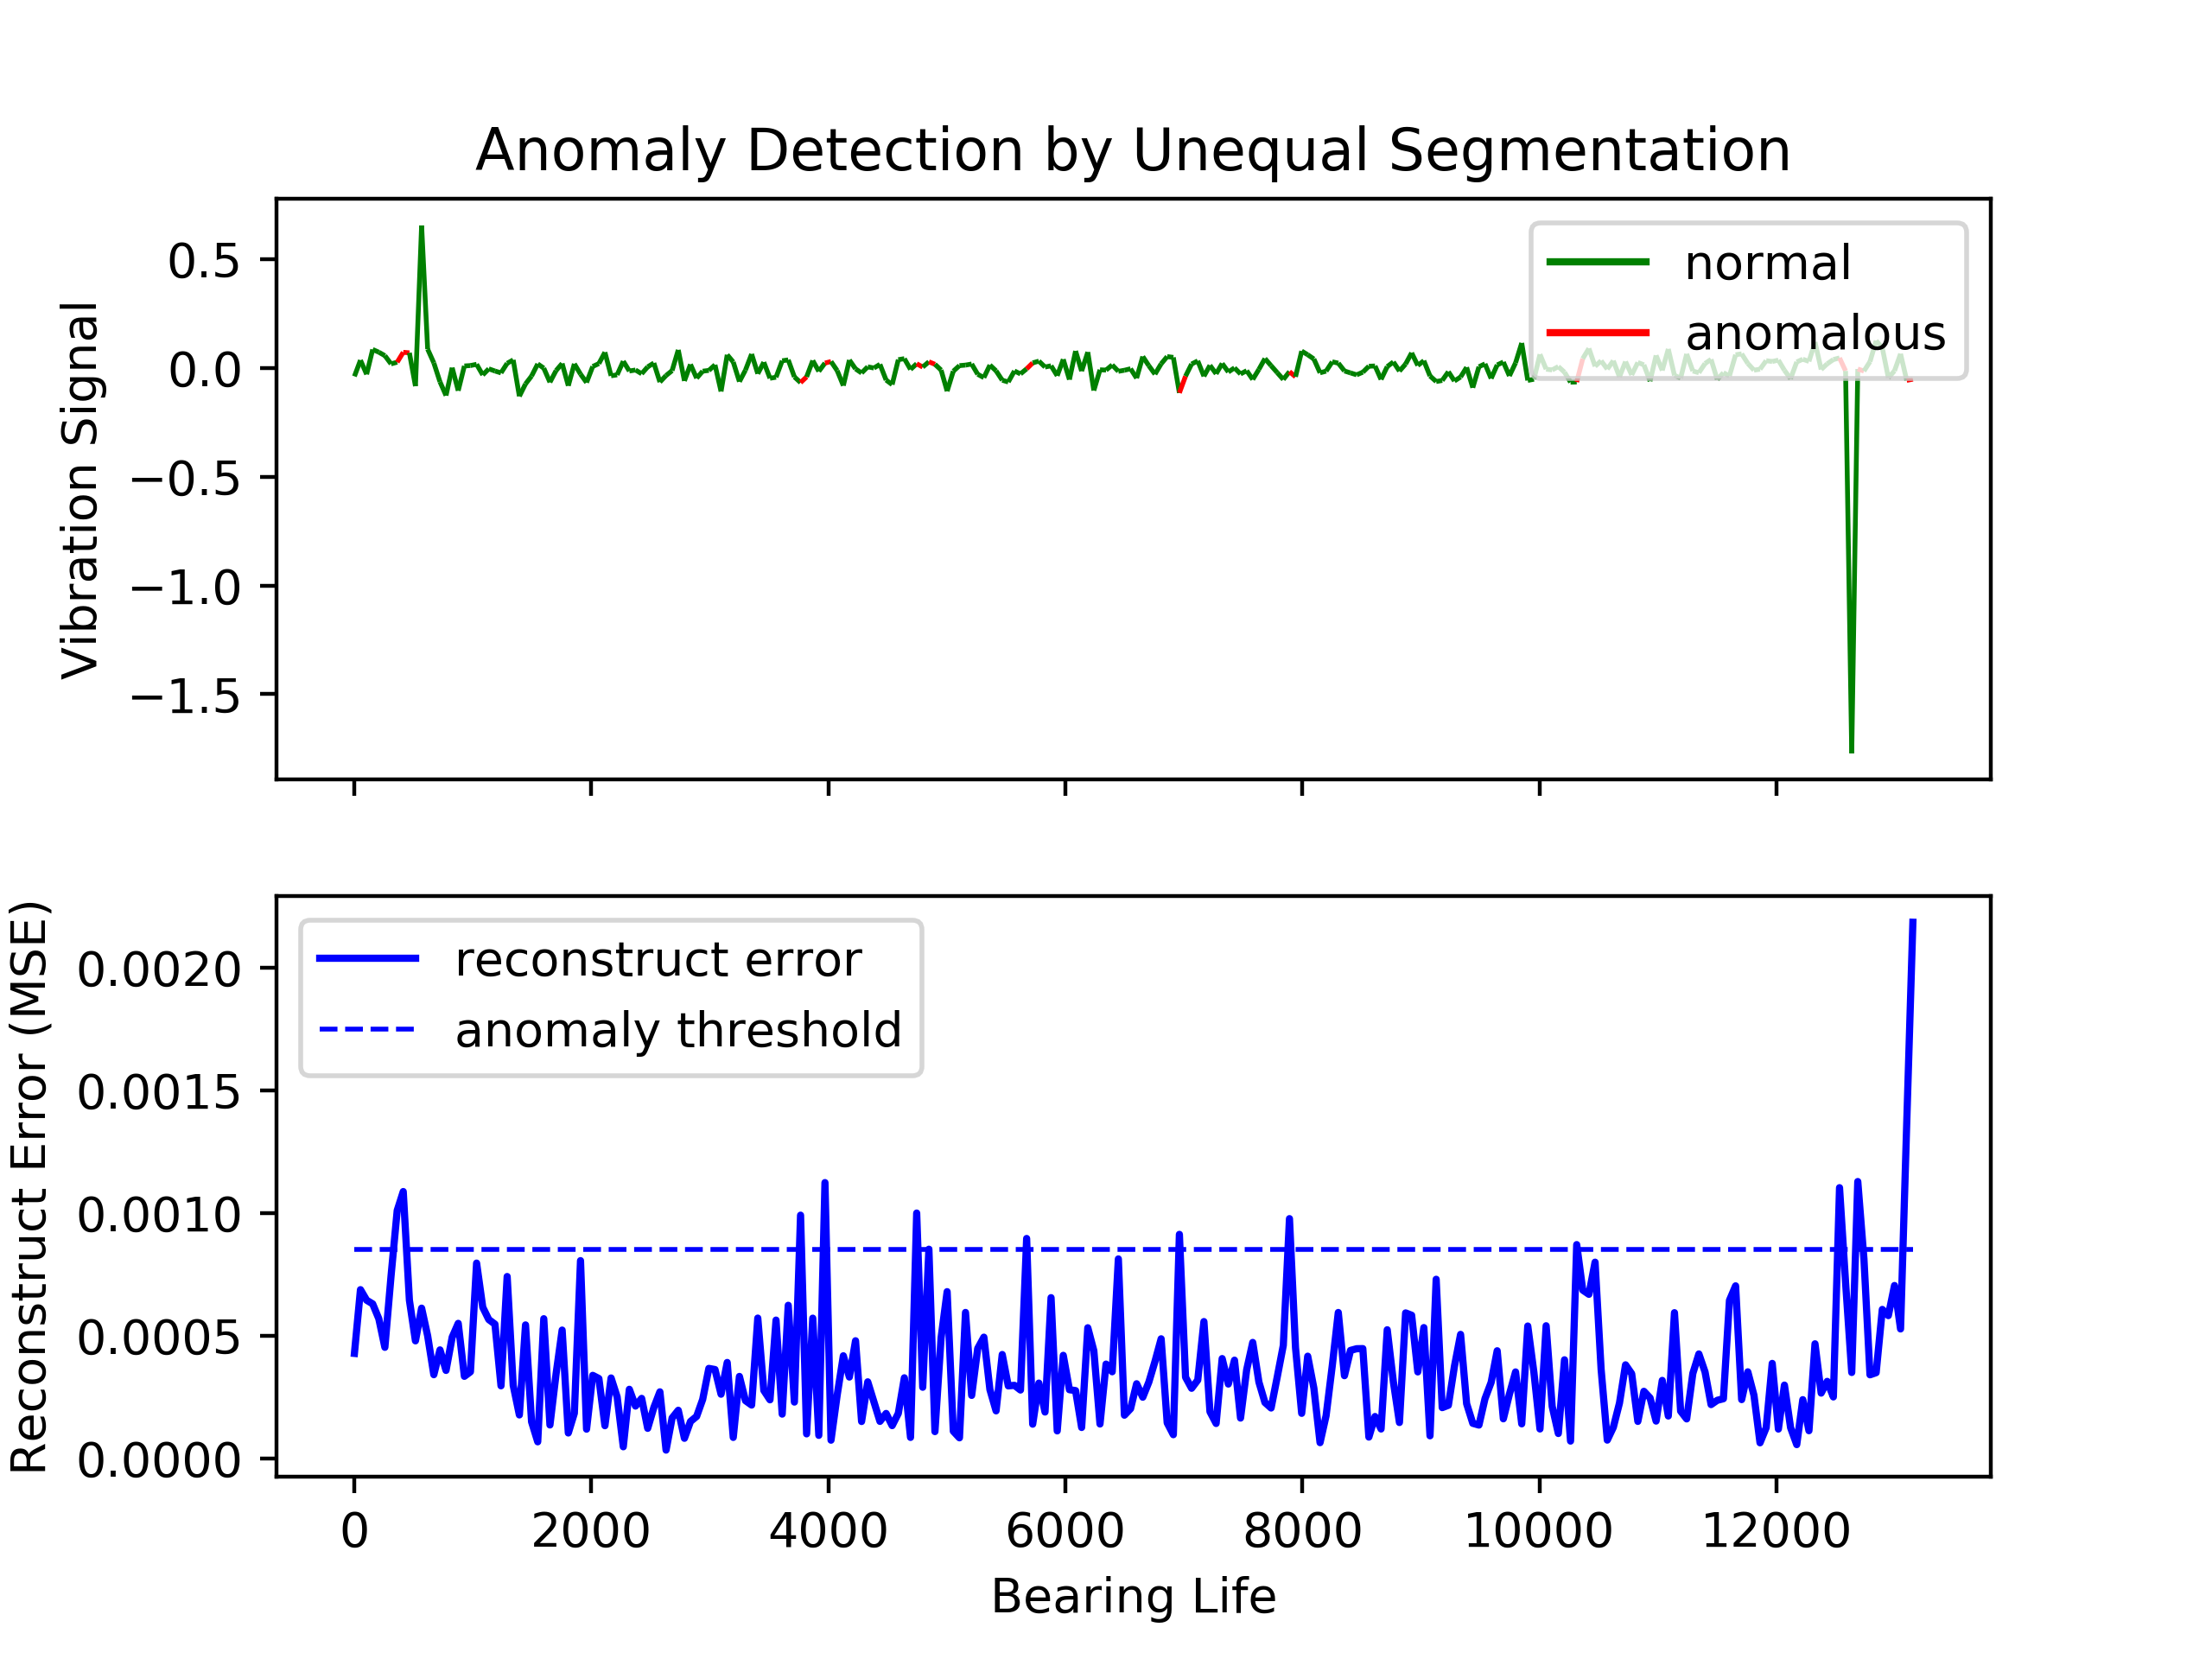 Anomaly Detection by Unequal Segmentation
Vibration Signal
0.5
0.0
−0.5
−1.0
−1.5
normal
anomalous
Reconstruct Error (MSE)
0.0020
0.0015
0.0010
0.0005
0.0000
reconstruct error
anomaly threshold
0 2000 4000 6000 8000 10000 12000
Bearing Life